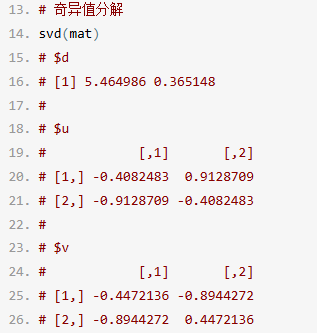 13. # 奇异值分解
14. svd(mat)
15. # $d
16. # [1] 5.464986 0.365148
17. #
18. # $u
19. #            [,1]       [,2]
20. # [1,] -0.4082483  0.9128709
21. # [2,] -0.9128709 -0.4082483
22. #
23. # $v
24. #            [,1]       [,2]
25. # [1,] -0.4472136 -0.8944272
26. # [2,] -0.8944272  0.4472136